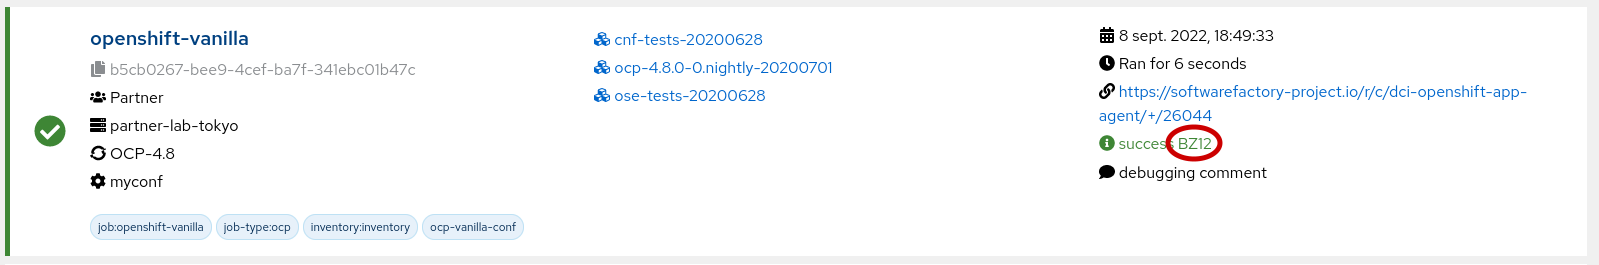 openshift-vanilla
b5cb0267-bee9-4cef-ba7f-341ebc01b47c
Partner
partner-lab-tokyo
OCP-4.8
myconf
job:openshift-vanilla job-type:ocp inventory:inventory ocp-vanilla-conf
cnf-tests-20200628
ocp-4.8.0-0.nightly-20200701
ose-tests-20200628
8 sept. 2022, 18:49:33
Ran for 6 seconds
https://softwarefactory-project.io/r/c/dci-openshift-app-
agent/+/26044
success BZ12
debugging comment